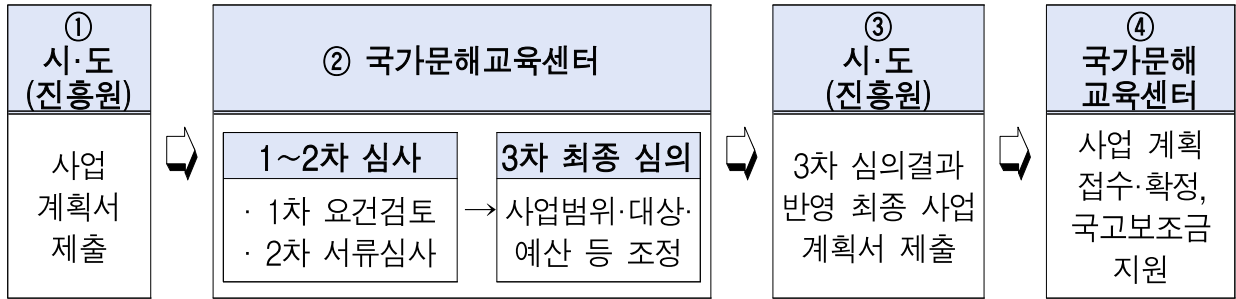 ①
시·도
(진흥원)
사업
계획서
제출
② 국가문해교육센터
1~2차 심사
· 1차 요건검토
· 2차 서류심사
→
3차 최종 심의
사업범위·대상·
예산 등 조정
③
시·도
(진흥원)
3차 심의결과
반영 최종 사업
계획서 제출
④
국가문해
교육센터
사업 계획
접수·확정,
국고보조금
지원